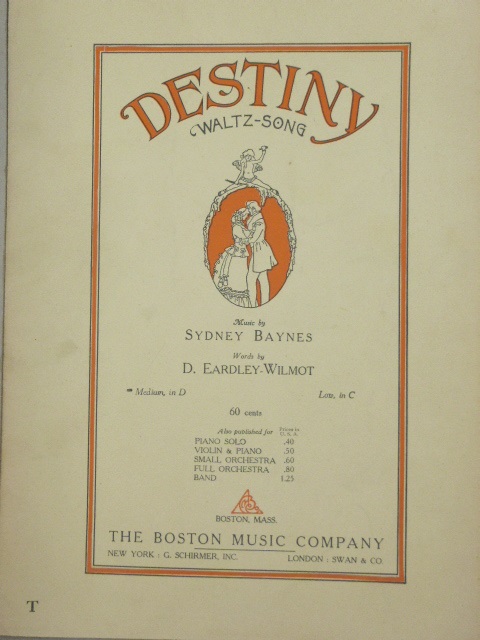 DESTINY
WALTZ-SONG
Music by
SYDNEY BAYNES
Words by
D. EARDLEY-WILMOT
Medium, in D Low, in C
60 cents
Also published for Prices in U.S.A.
PIANO SOLO .40
VIOLIN & PIANO .50
SMALL ORCHESTRA .60
FULL ORCHESTRA .80
BAND 1.25
BOSTON, MASS.
THE BOSTON MUSIC COMPANY
NEW YORK : G. SCHIRMER, INC. LONDON : SWAN & CO.
T